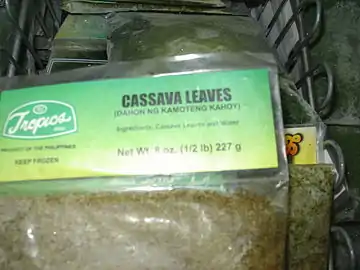 CASSAVA LEAVES
(DAHON NG KAMOTENG KAHOY)
Ingredients: Cassava Leaves and Water
Tropics
PRODUCT OF THE PHILIPPINES
Net Wt. 8 oz. (1/2 lb) 227 g
KEEP FROZEN